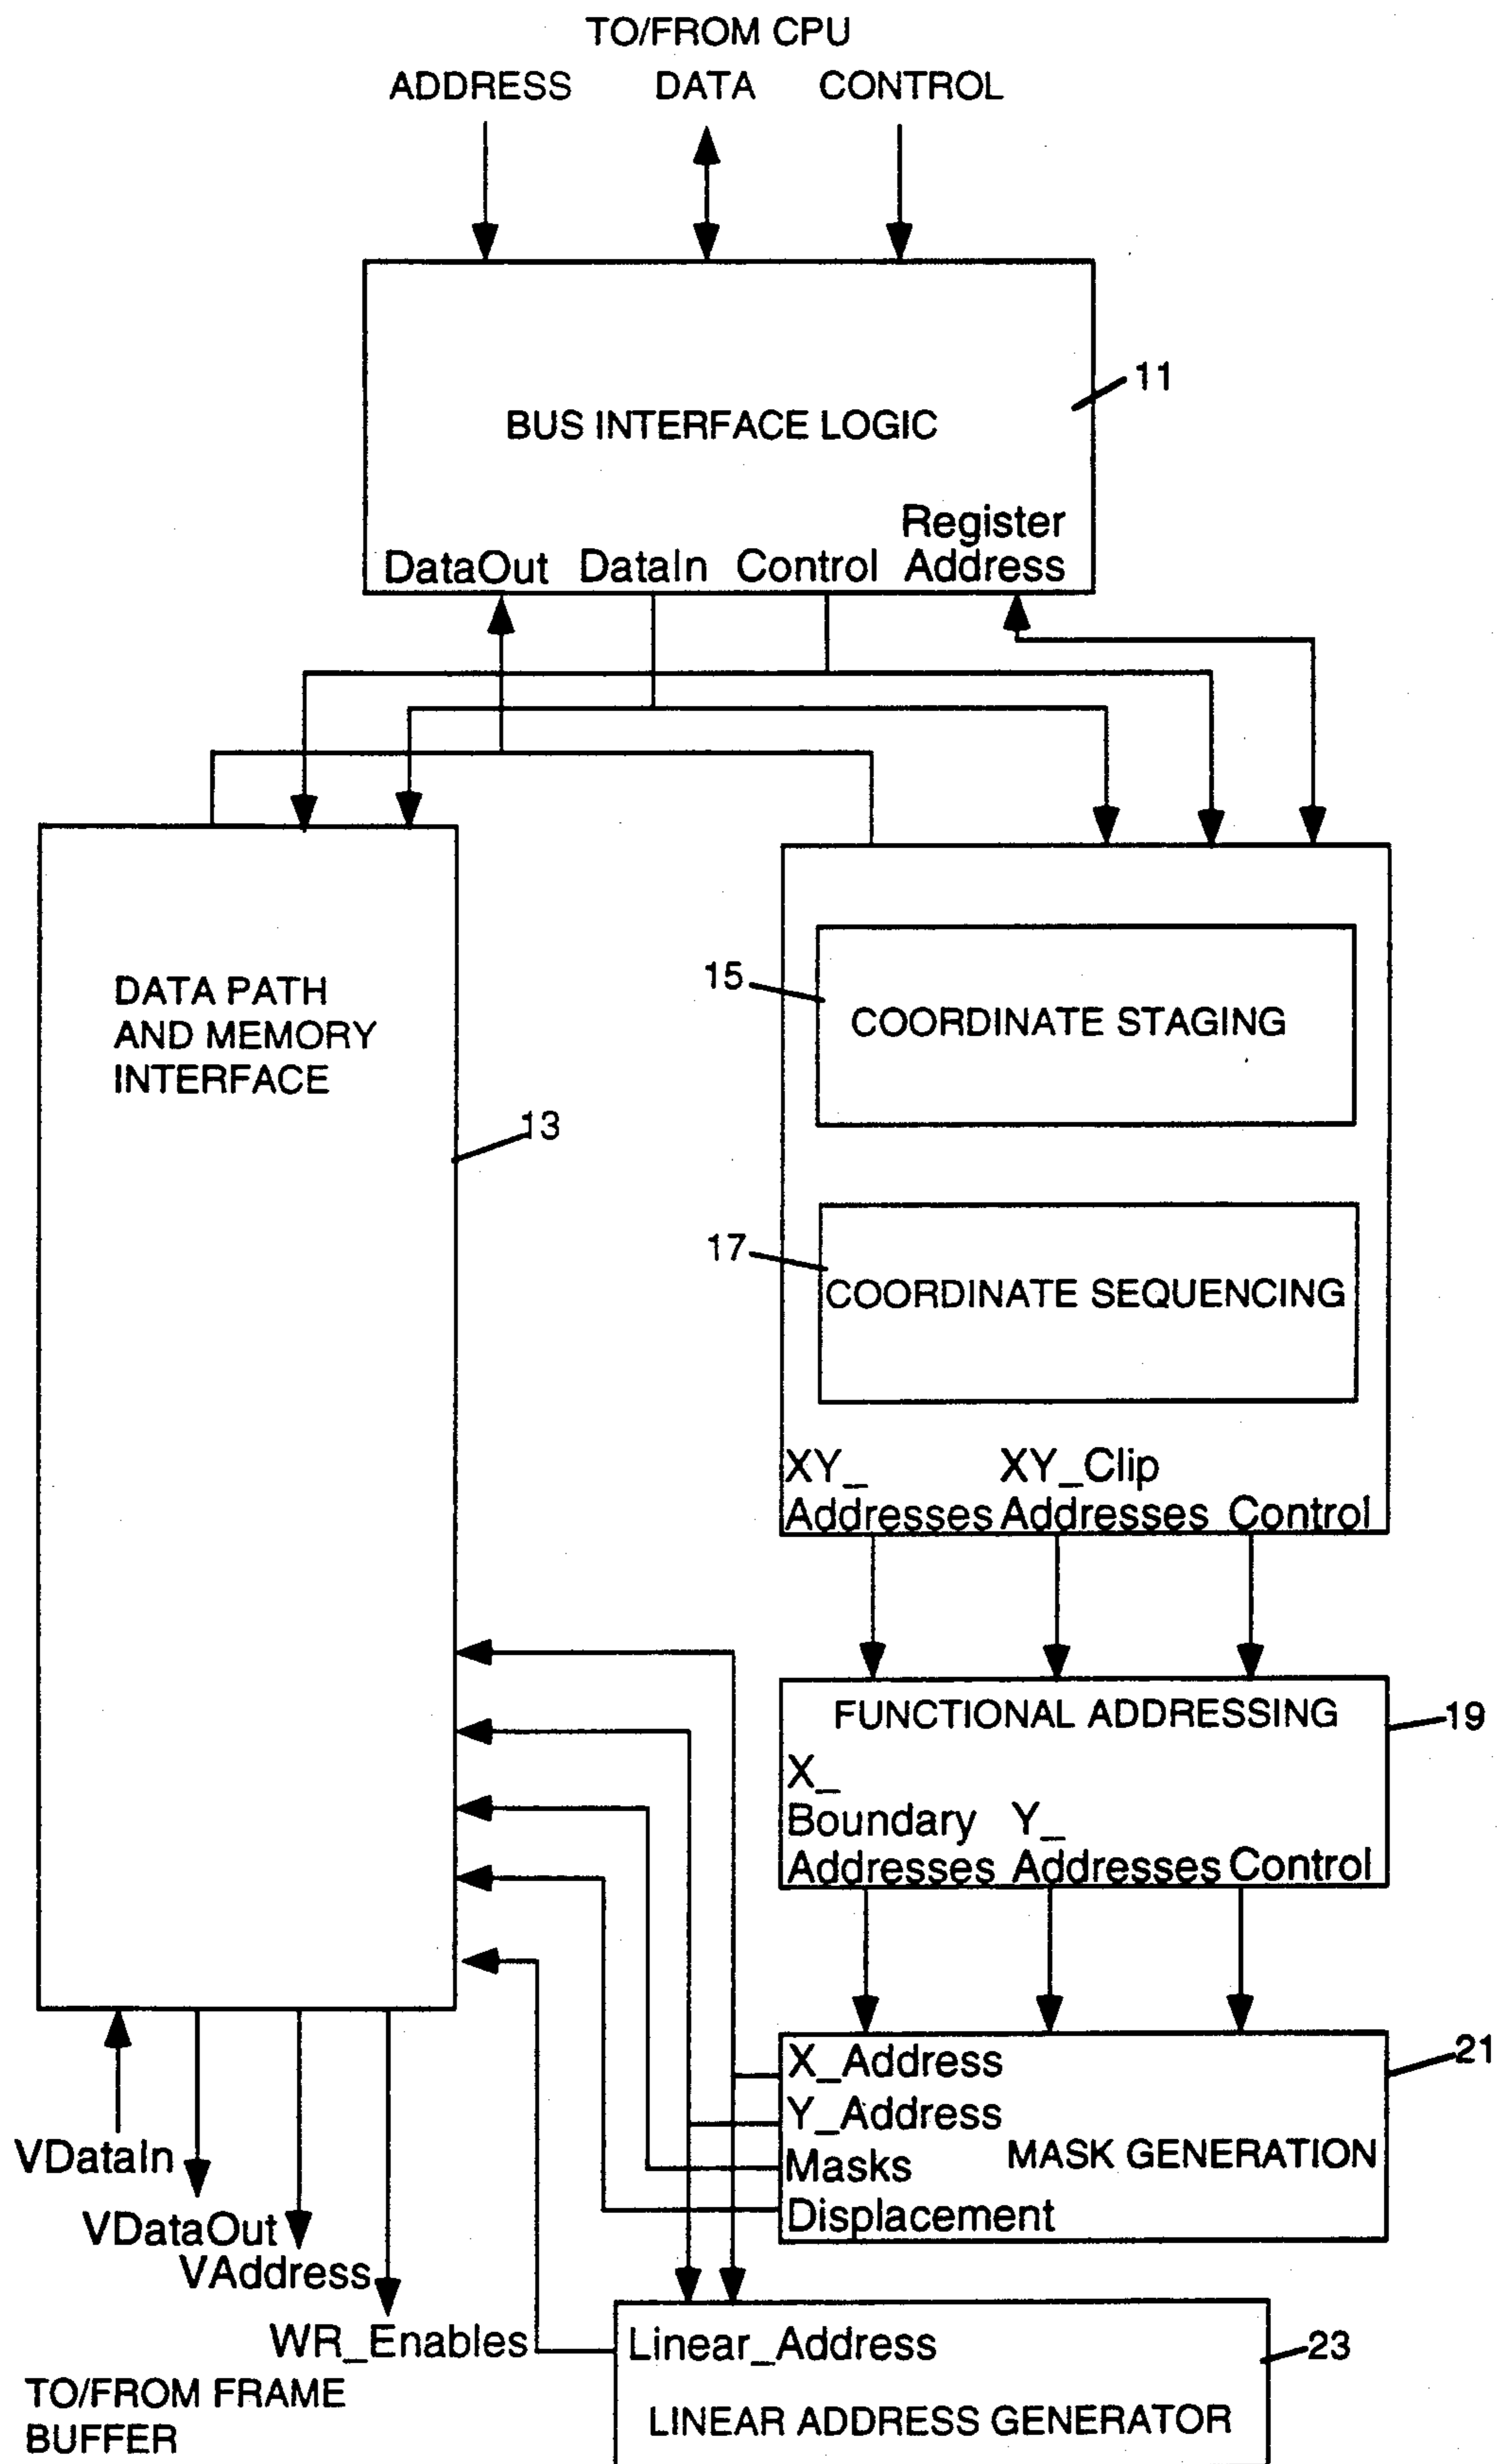 TO/FROM CPU
ADDRESS DATA CONTROL
11
BUS INTERFACE LOGIC
Register
DataOut DataIn Control Address
DATA PATH
AND MEMORY
INTERFACE
13
15
COORDINATE STAGING
17
COORDINATE SEQUENCING
XY_ XY_Clip
Addresses Addresses Control
FUNCTIONAL ADDRESSING
19
X_
Boundary Y_
Addresses Addresses Control
X_Address
21
Y_Address
MASK GENERATION
Masks
Displacement
VDataIn
VDataOut
VAddress
WR_Enables
Linear_Address
23
TO/FROM FRAME
BUFFER
LINEAR ADDRESS GENERATOR